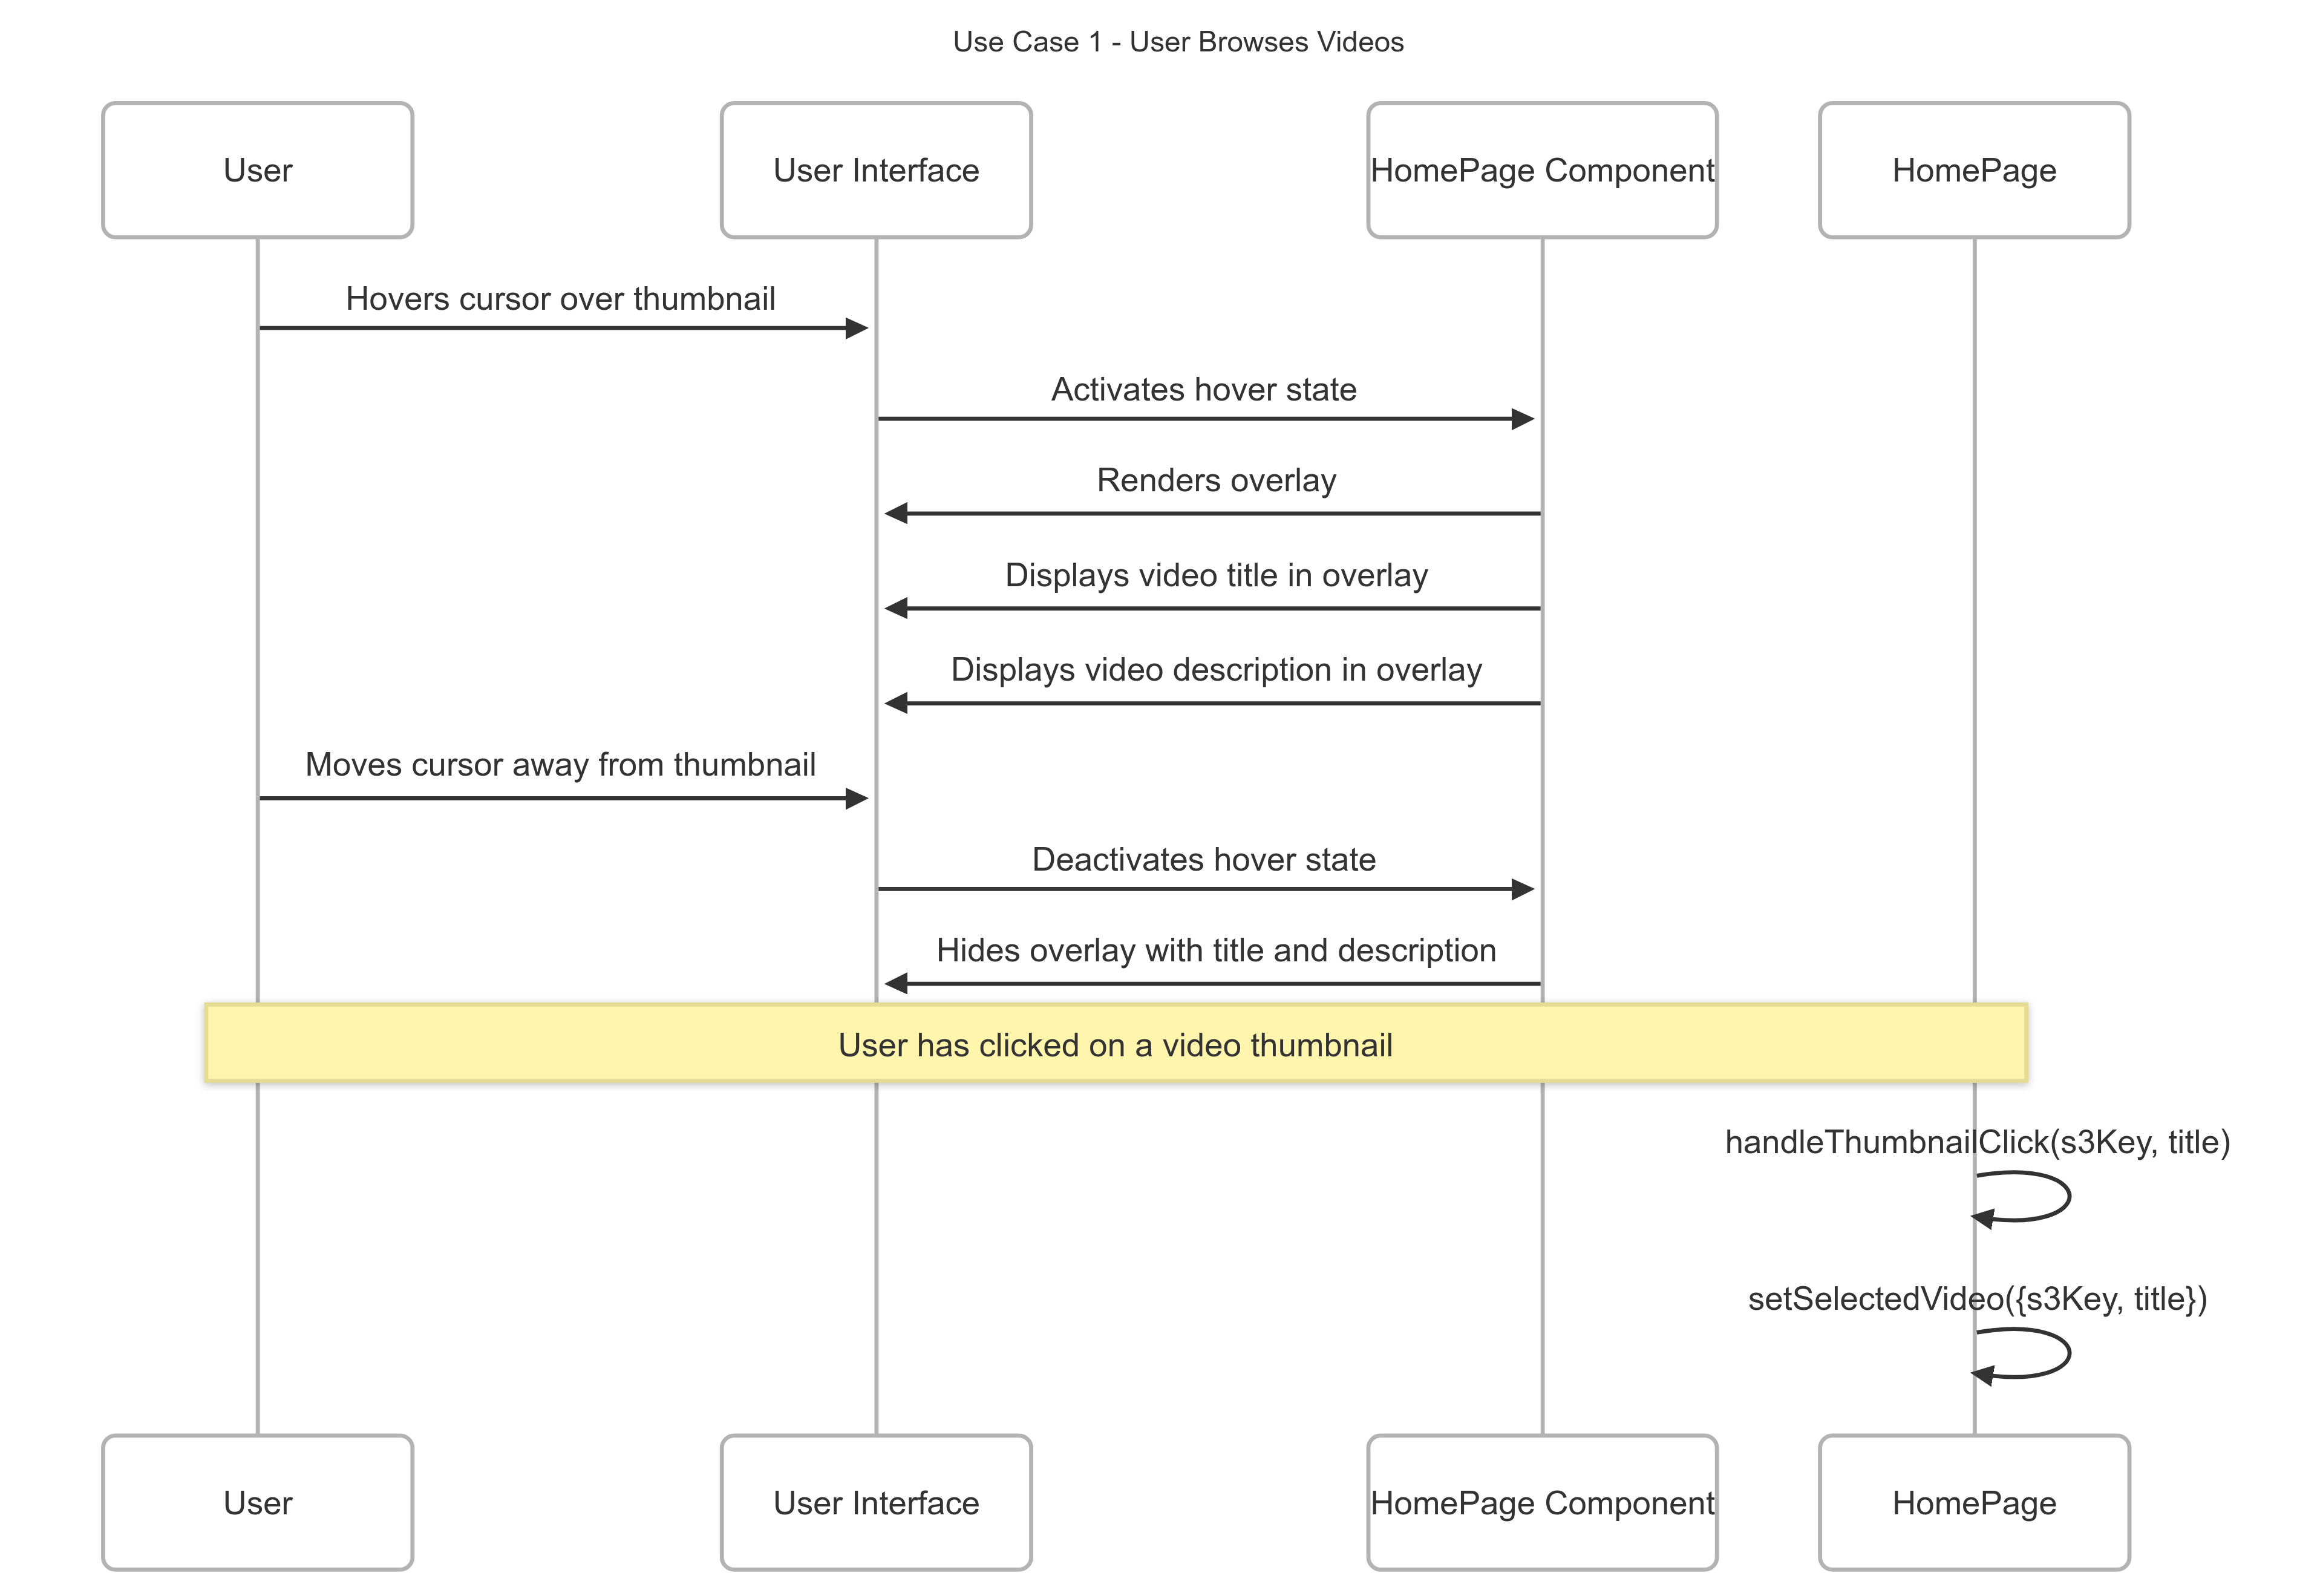 Use Case 1 - User Browses Videos
User
User Interface
HomePage Component
HomePage
Hovers cursor over thumbnail
Activates hover state
Renders overlay
Displays video title in overlay
Displays video description in overlay
Moves cursor away from thumbnail
Deactivates hover state
Hides overlay with title and description
User has clicked on a video thumbnail
handleThumbnailClick(s3Key, title)
setSelectedVideo({s3Key, title})
User
User Interface
HomePage Component
HomePage